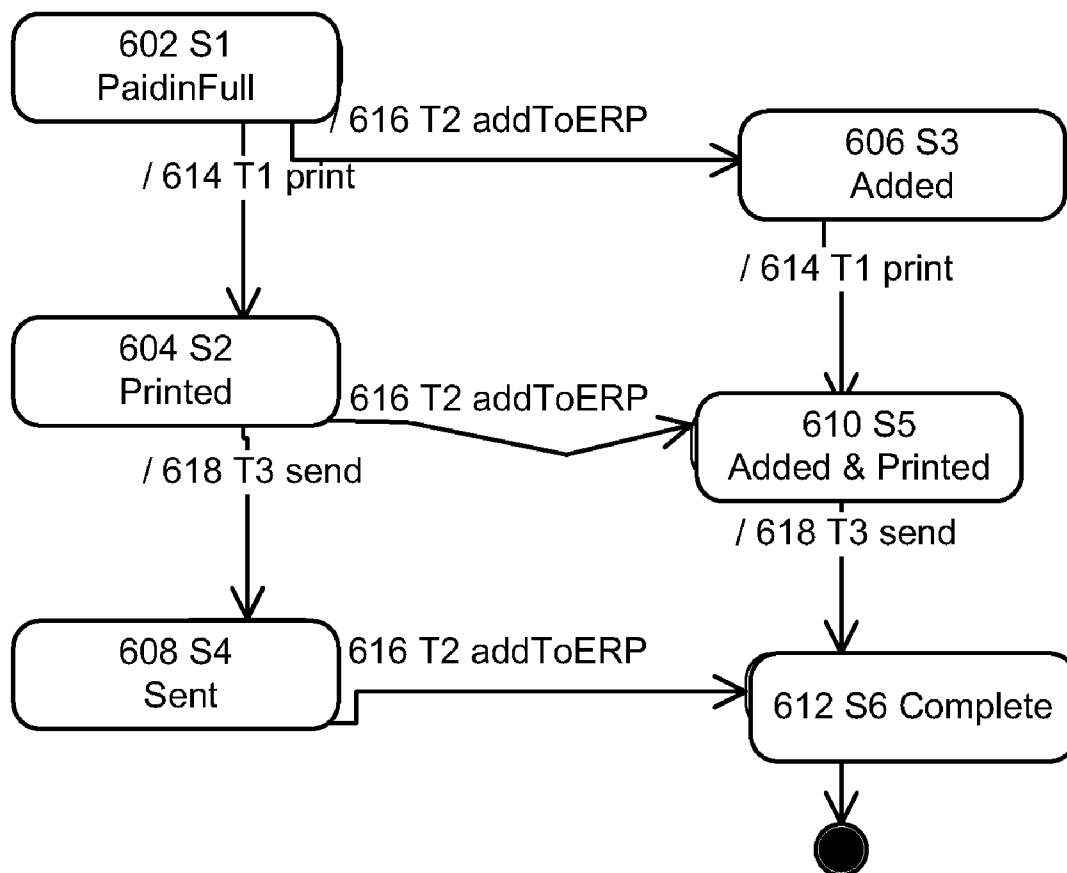 602 S1
PaidinFull
/ 616 T2 addToERP
606 S3
Added
/ 614 T1 print
/ 614 T1 print
604 S2
Printed
616 T2 addToERP
610 S5
Added & Printed
/ 618 T3 send
/ 618 T3 send
608 S4
Sent
616 T2 addToERP
612 S6 Complete